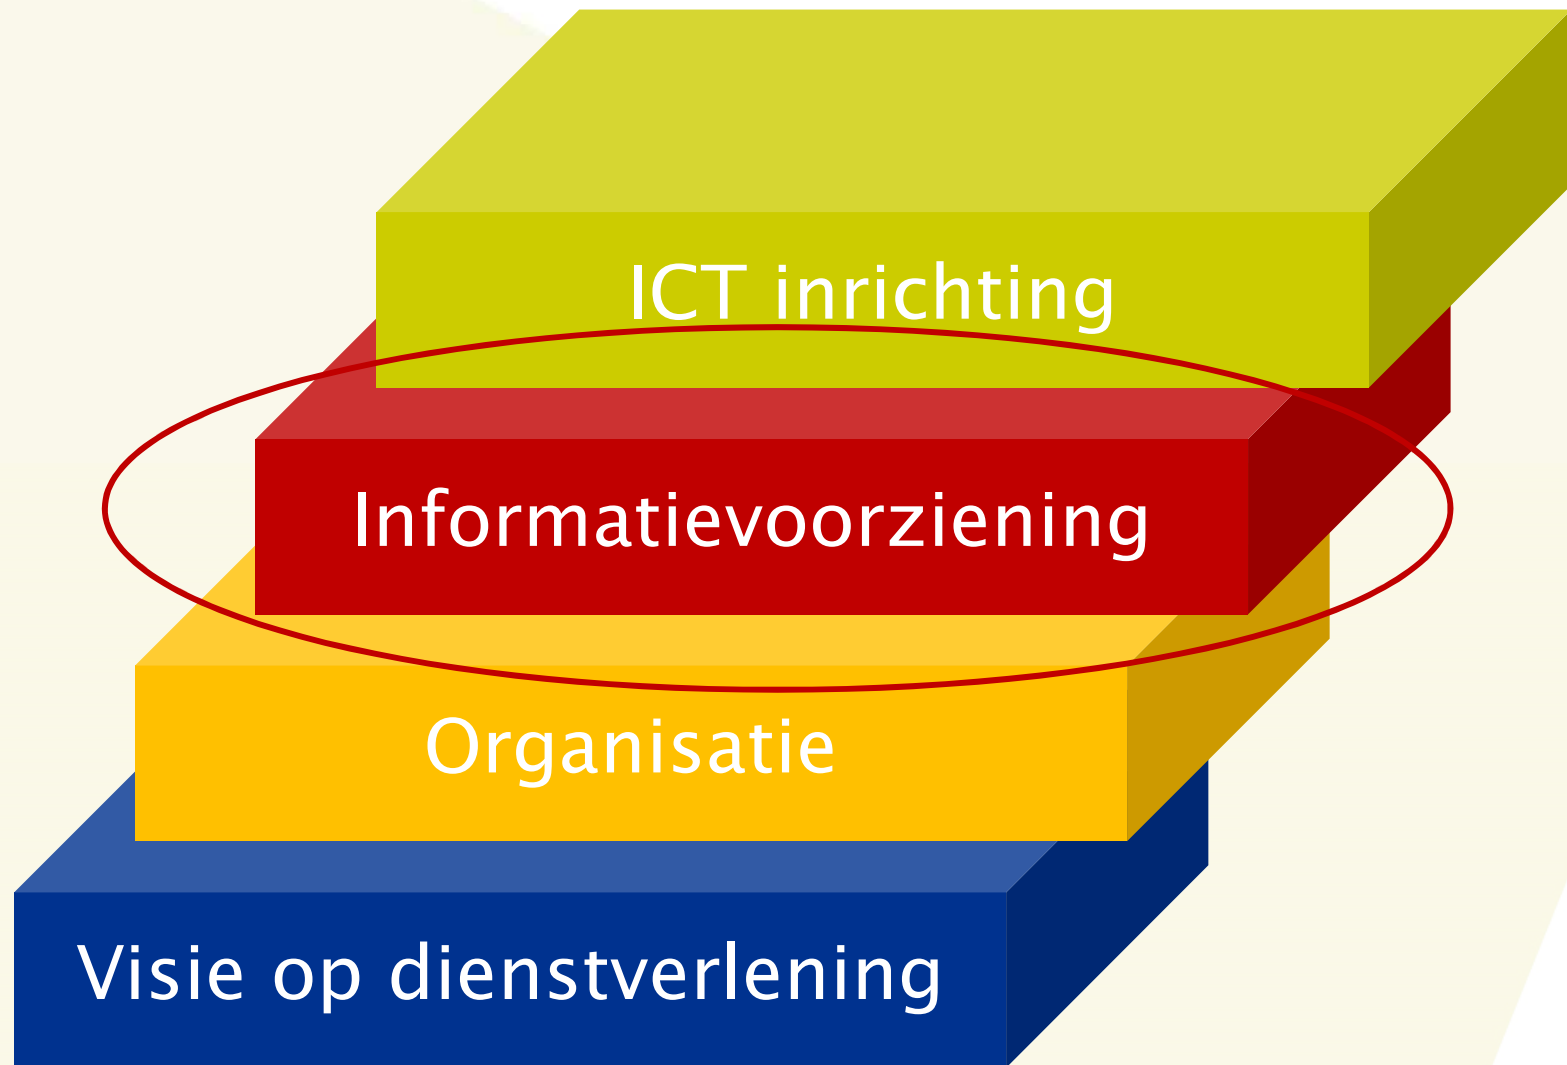 ICT inrichting
Informatievoorziening
Organisatie
Visie op dienstverlening